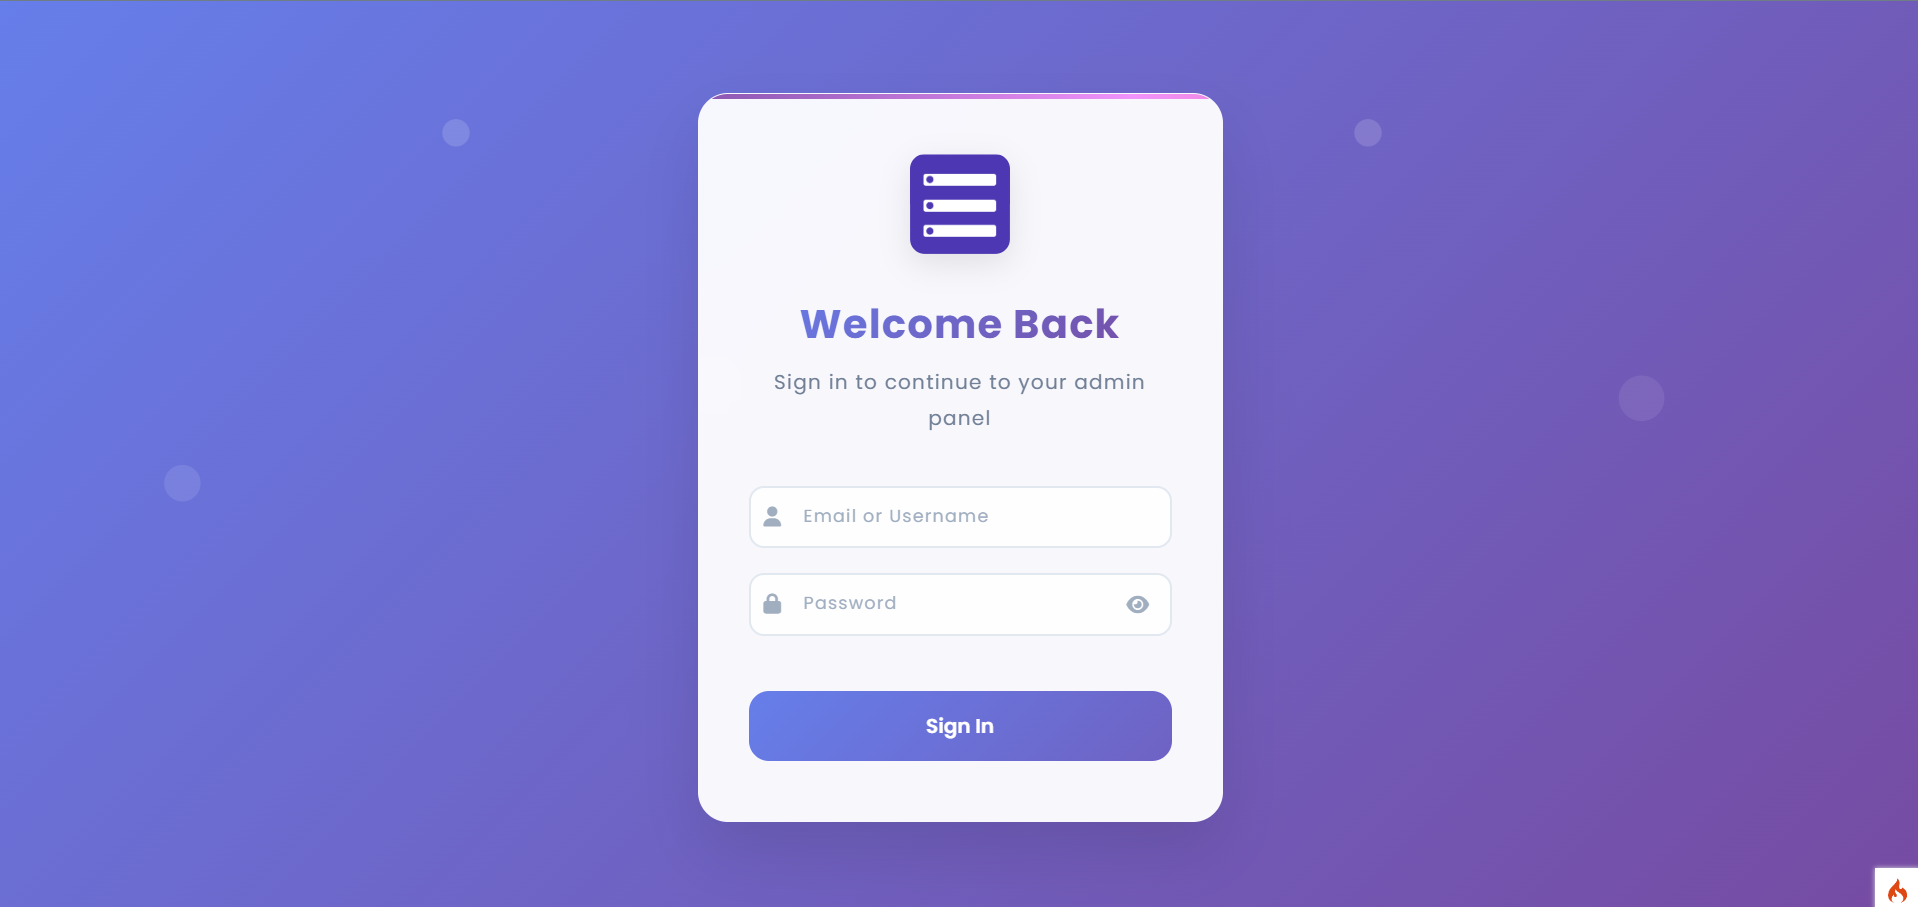 Welcome Back
Sign in to continue to your admin
panel
Email or Username
Password
Sign In